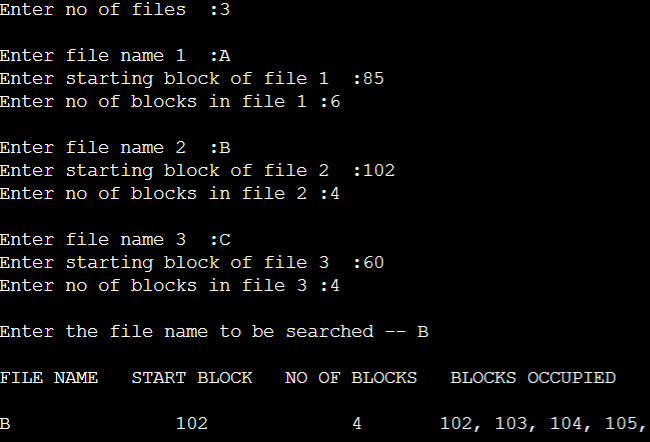 Enter no of files  :3
Enter file name 1  :A
Enter starting block of file 1  :85
Enter no of blocks in file 1 :6
Enter file name 2  :B
Enter starting block of file 2  :102
Enter no of blocks in file 2 :4
Enter file name 3  :C
Enter starting block of file 3  :60
Enter no of blocks in file 3 :4
Enter the file name to be searched -- B
FILE NAME   START BLOCK   NO OF BLOCKS   BLOCKS OCCUPIED
B               102             4       102, 103, 104, 105,